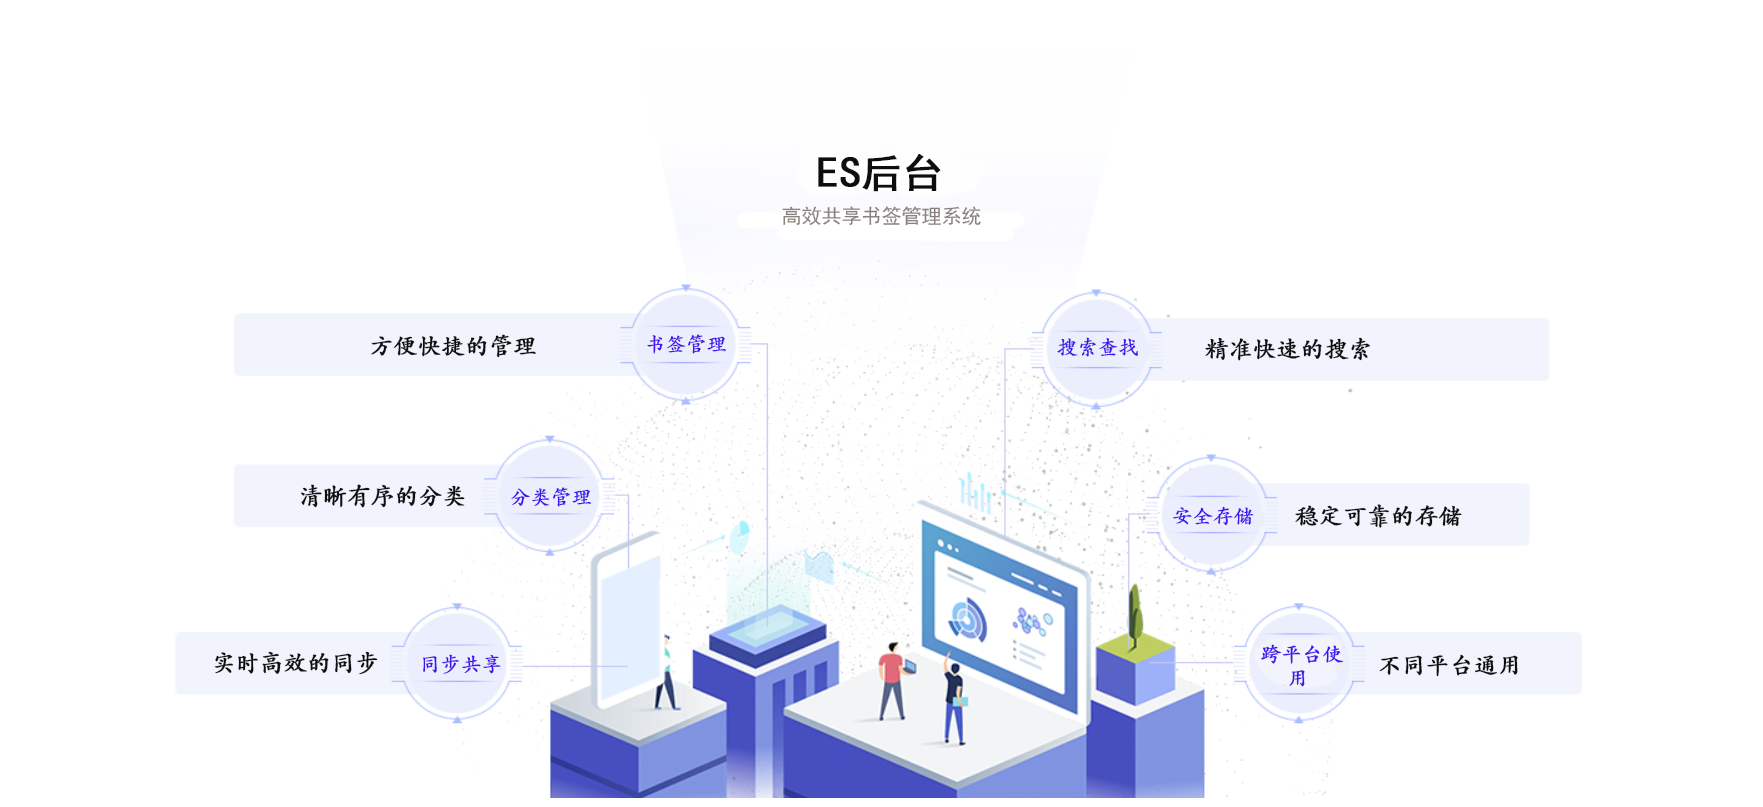 ES后台
高效共享书签管理系统
方便快捷的管理
书签管理
搜索查找
精准快速的搜索
清晰有序的分类
分类管理
安全存储
稳定可靠的存储
实时高效的同步
同步共享
跨平台使
用
不同平台通用